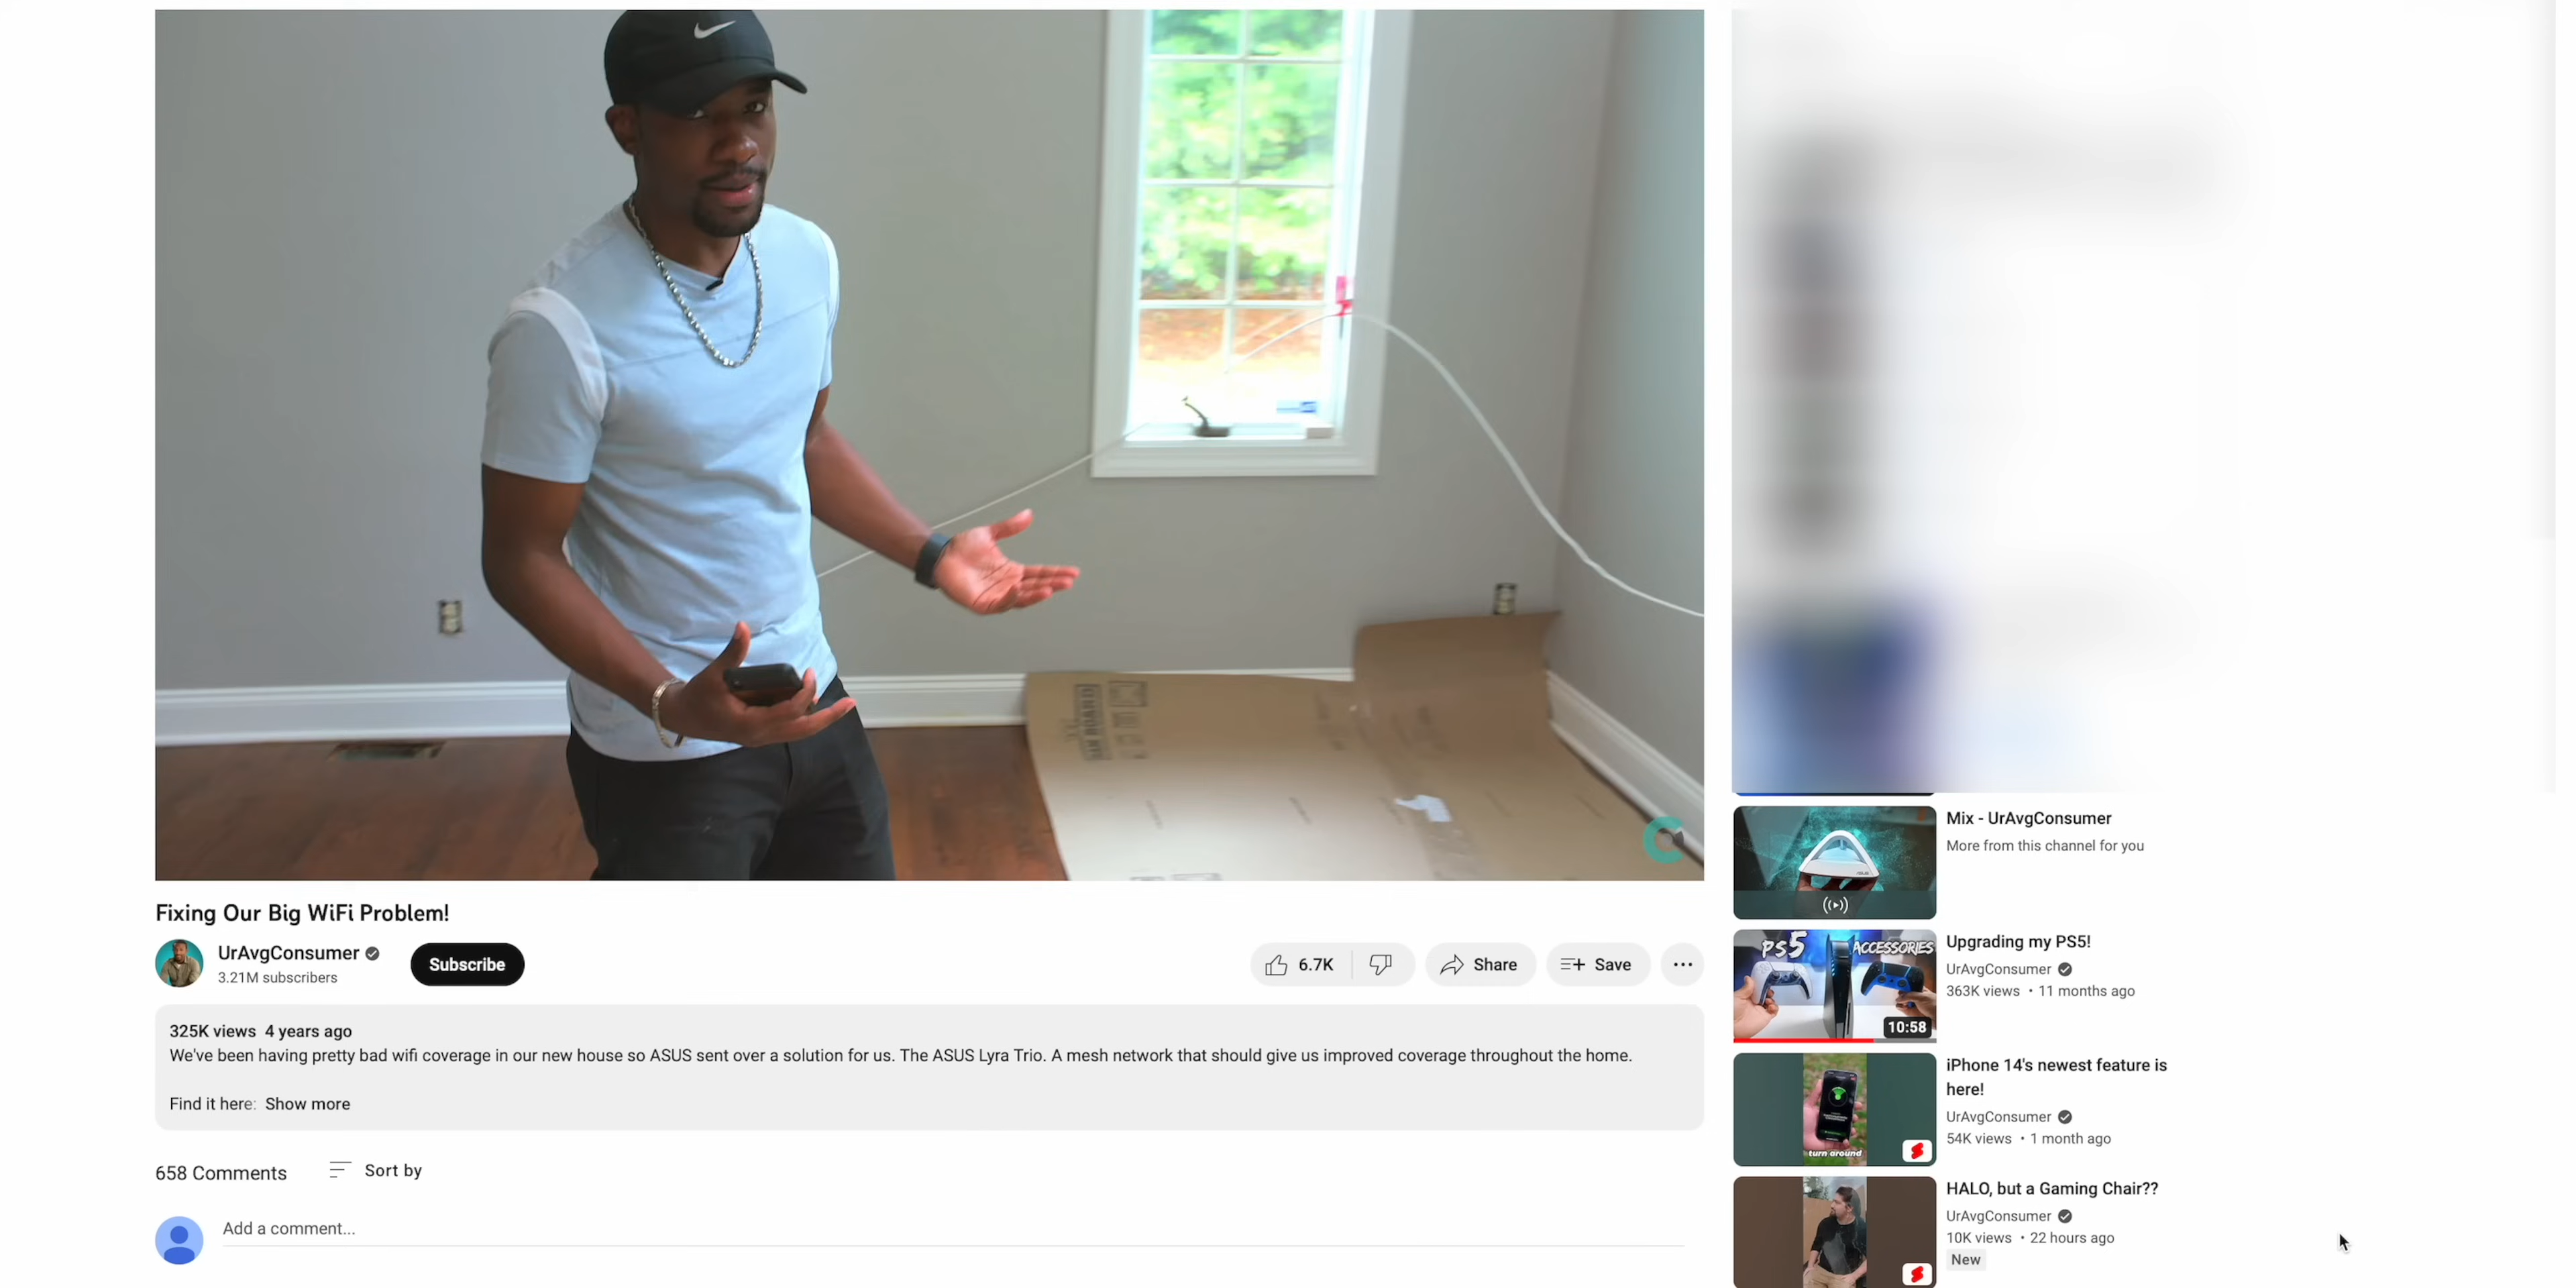 Fixing Our Big WiFi Problem!
UrAvgConsumer
3.21M subscribers
Subscribe
6.7K
Share
Save
325K views 4 years ago
We've been having pretty bad wifi coverage in our new house so ASUS sent over a solution for us. The ASUS Lyra Trio. A mesh network that should give us improved coverage throughout the home.
Find it here: Show more
658 Comments
Sort by
Add a comment...
Mix - UrAvgConsumer
More from this channel for you
PS5 ACCESSORIES
10:58
Upgrading my PS5!
UrAvgConsumer
363K views • 11 months ago
turn around
iPhone 14's newest feature is
here!
UrAvgConsumer
54K views • 1 month ago
HALO, but a Gaming Chair??
UrAvgConsumer
10K views • 22 hours ago
New